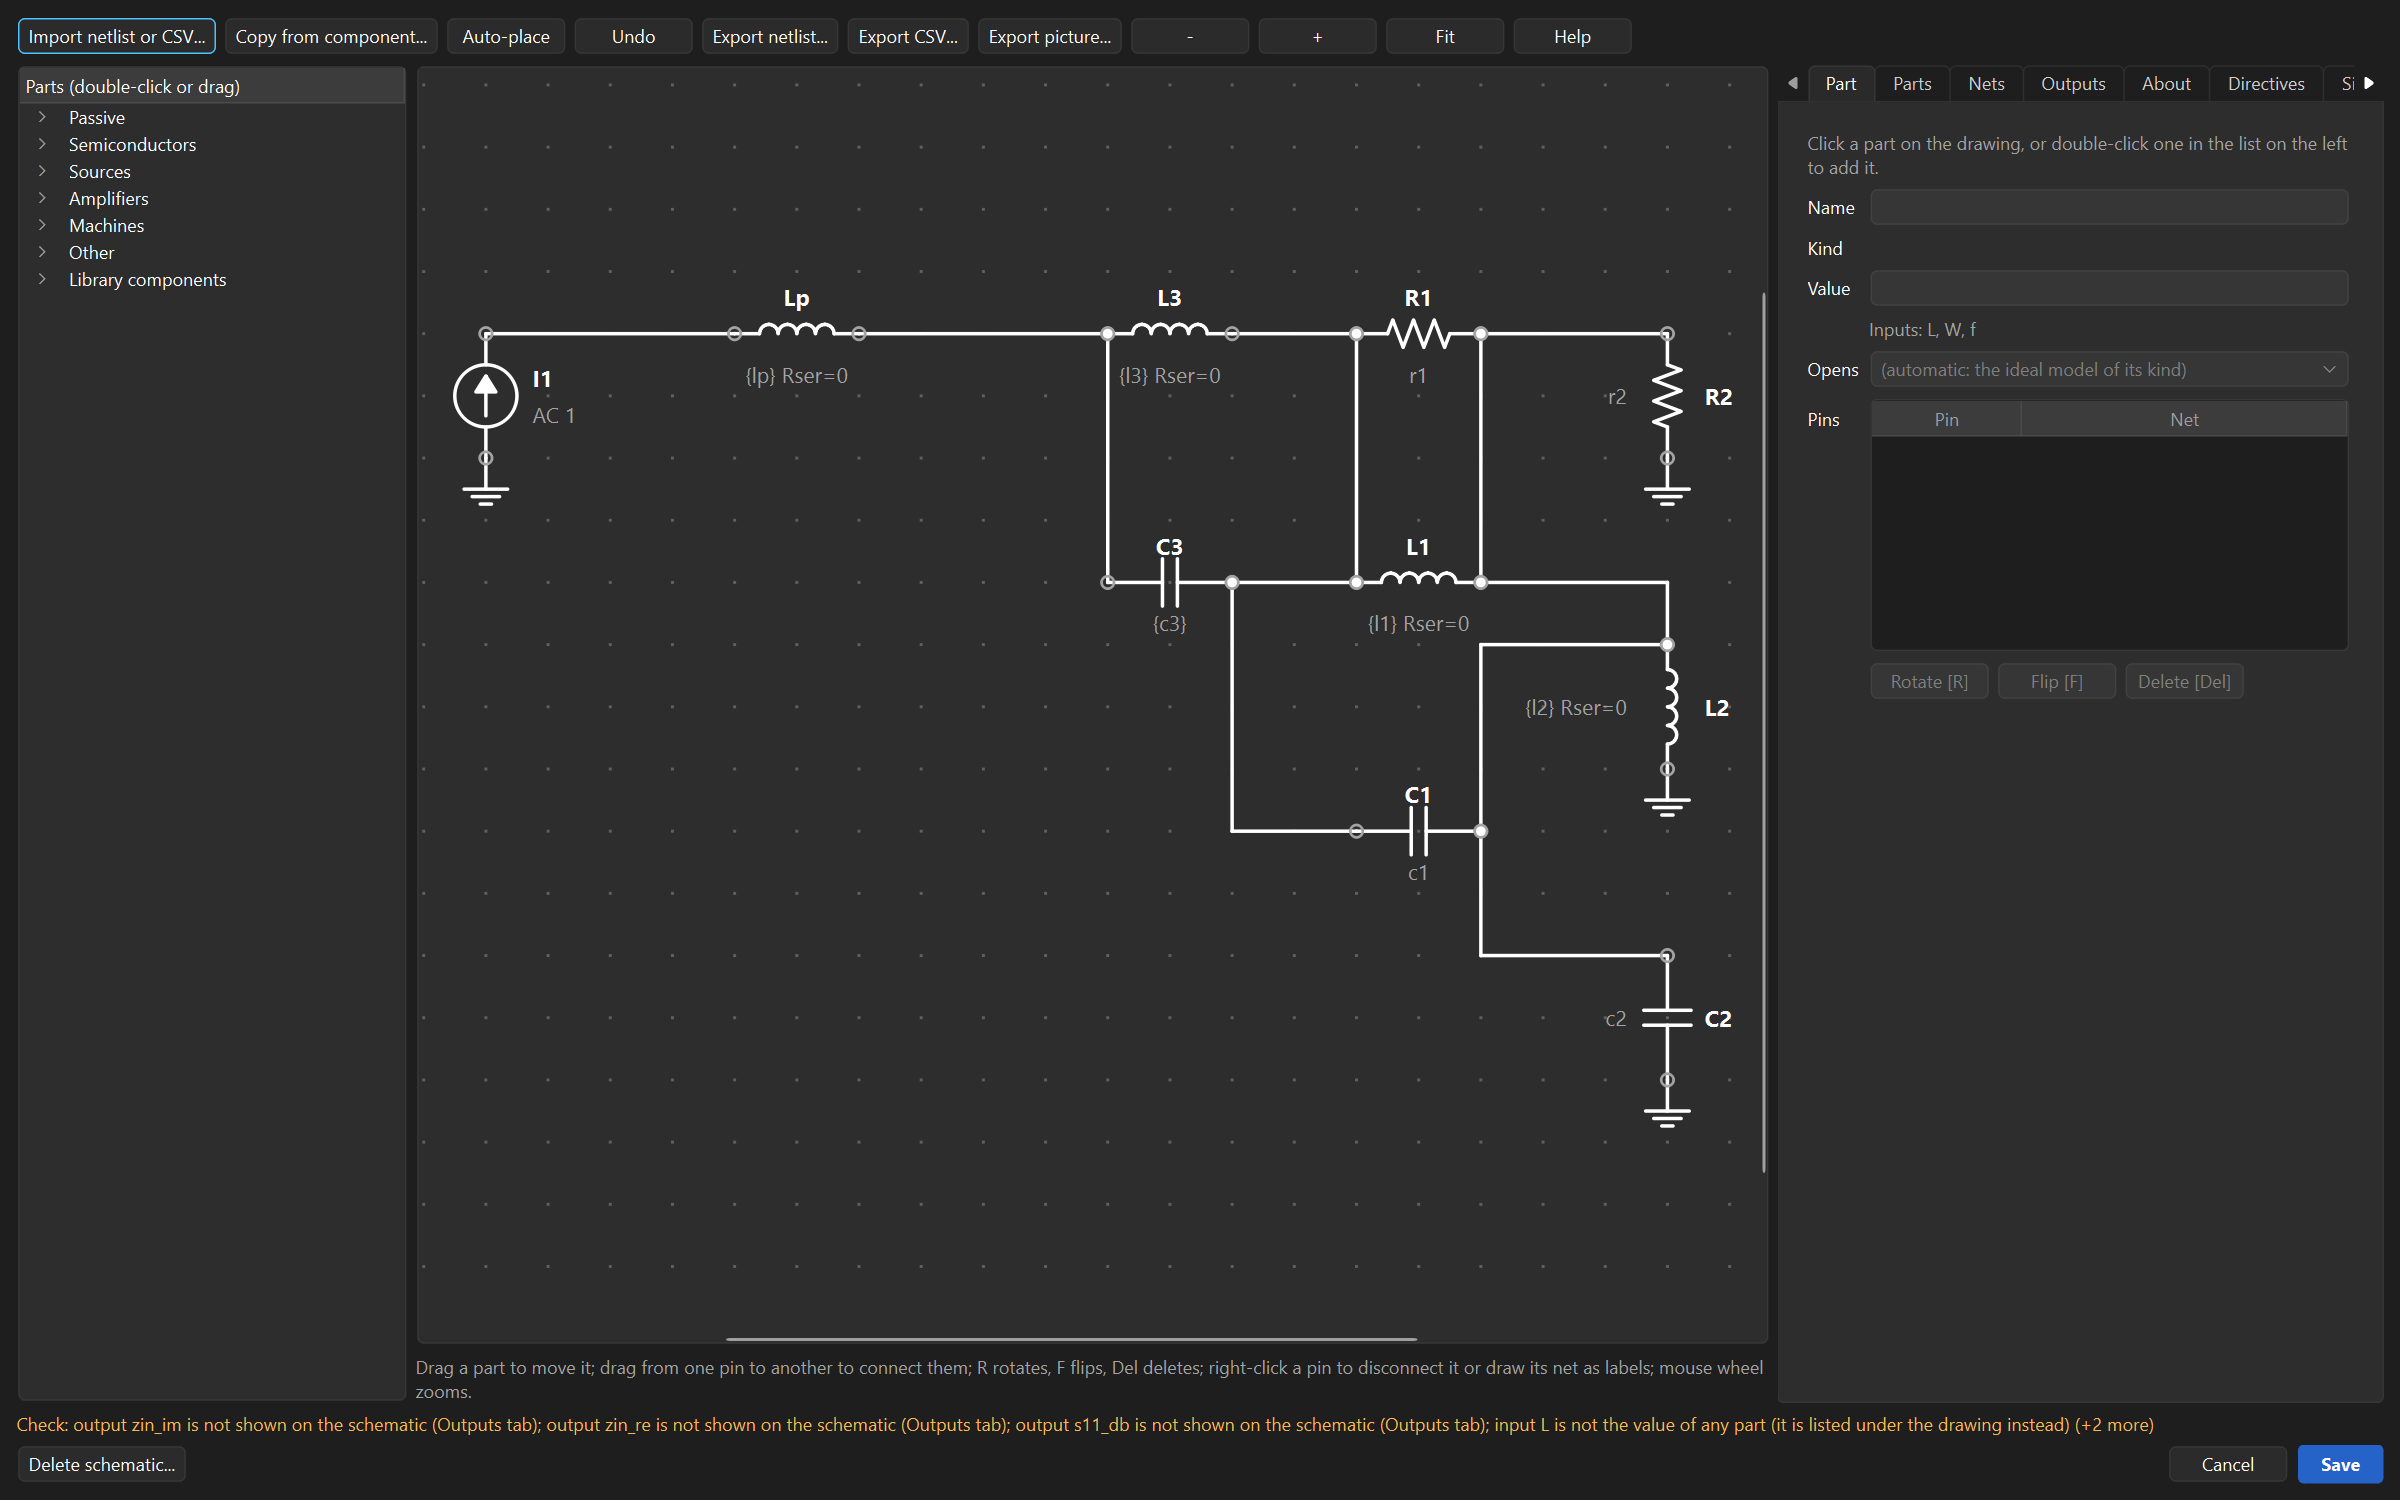 Import netlist or CSV...
Copy from component...
Auto-place
Undo
Export netlist...
Export CSV...
Export picture...
-
+
Fit
Help
Parts (double-click or drag)
Passive
Semiconductors
Sources
Amplifiers
Machines
Other
Library components
Lp
{lp} Rser=0
L3
{l3} Rser=0
R1
r1
I1
AC 1
r2
R2
C3
{c3}
L1
{l1} Rser=0
{l2} Rser=0
L2
C1
c1
c2
C2
Drag a part to move it; drag from one pin to another to connect them; R rotates, F flips, Del deletes; right-click a pin to disconnect it or draw its net as labels; mouse wheel
zooms.
Part
Parts
Nets
Outputs
About
Directives
Si
Click a part on the drawing, or double-click one in the list on the left
to add it.
Name
Kind
Value
Inputs: L, W, f
Opens
(automatic: the ideal model of its kind)
Pins
Pin
Net
Rotate [R]
Flip [F]
Delete [Del]
Check: output zin_im is not shown on the schematic (Outputs tab); output zin_re is not shown on the schematic (Outputs tab); output s11_db is not shown on the schematic (Outputs tab); input L is not the value of any part (it is listed under the drawing instead) (+2 more)
Delete schematic...
Cancel
Save